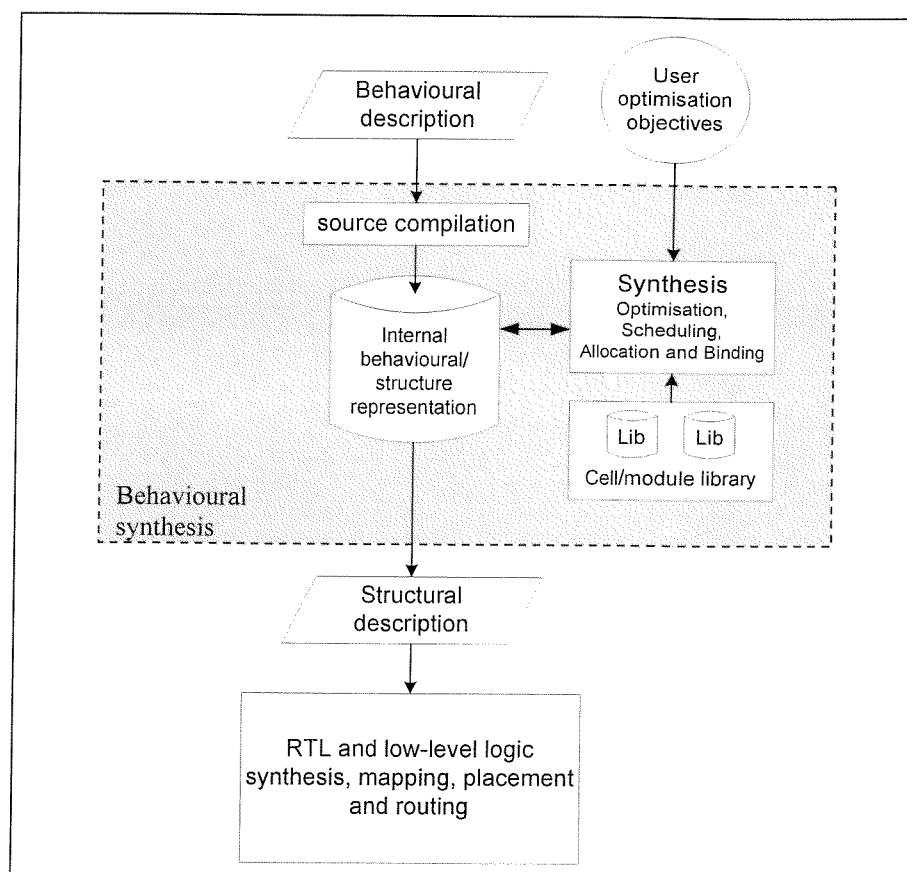 Behavioural
description
User
optimisation
objectives
source compilation
Synthesis
Optimisation,
Scheduling,
Allocation and Binding
Internal
behavioural/
structure
representation
Lib
Lib
Cell/module library
Behavioural
synthesis
Structural
description
RTL and low-level logic
synthesis, mapping, placement
and routing